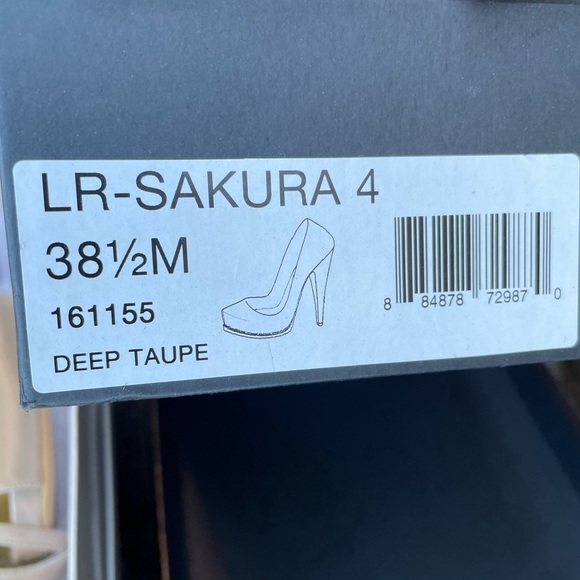 LR-SAKURA 4
38½M
161155
DEEP TAUPE
8 84878 72987 0